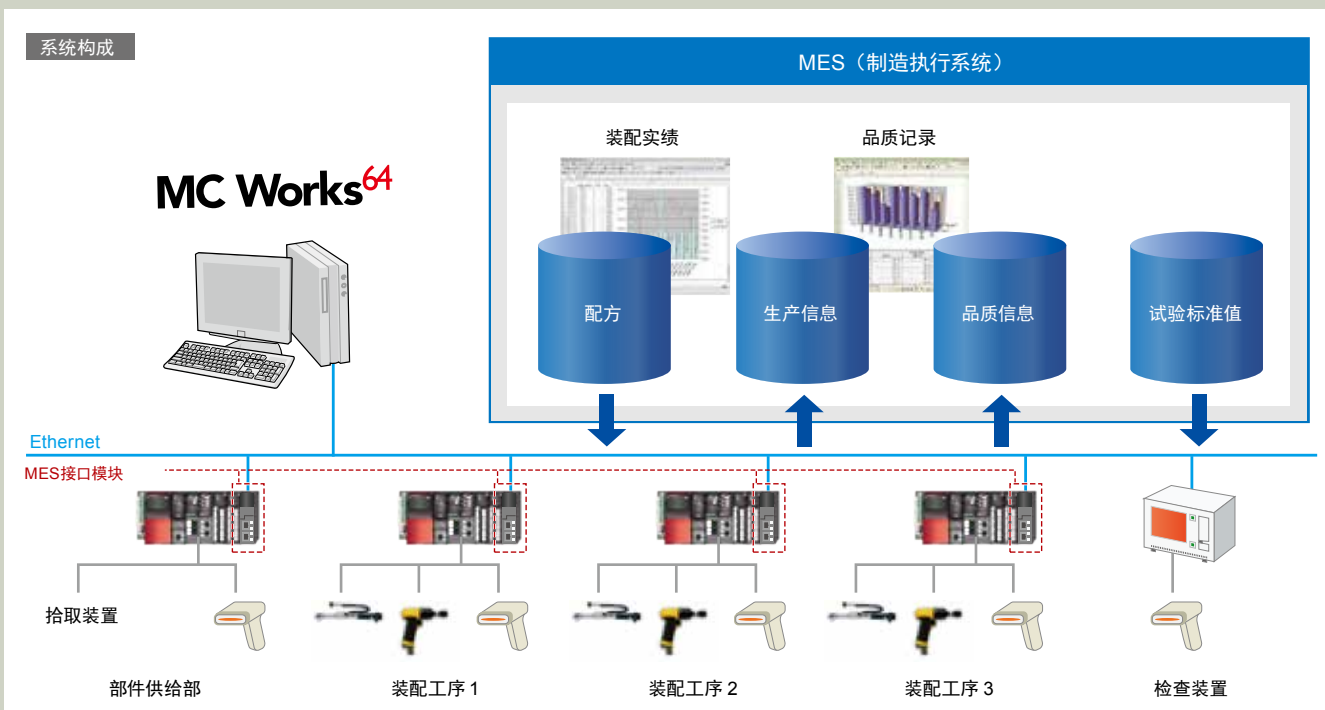 系统构成
MES（制造执行系统）
装配实绩
品质记录
MC Works64
配方
生产信息
品质信息
试验标准值
Ethernet
MES接口模块
拾取装置
部件供给部
装配工序 1
装配工序 2
装配工序 3
检查装置